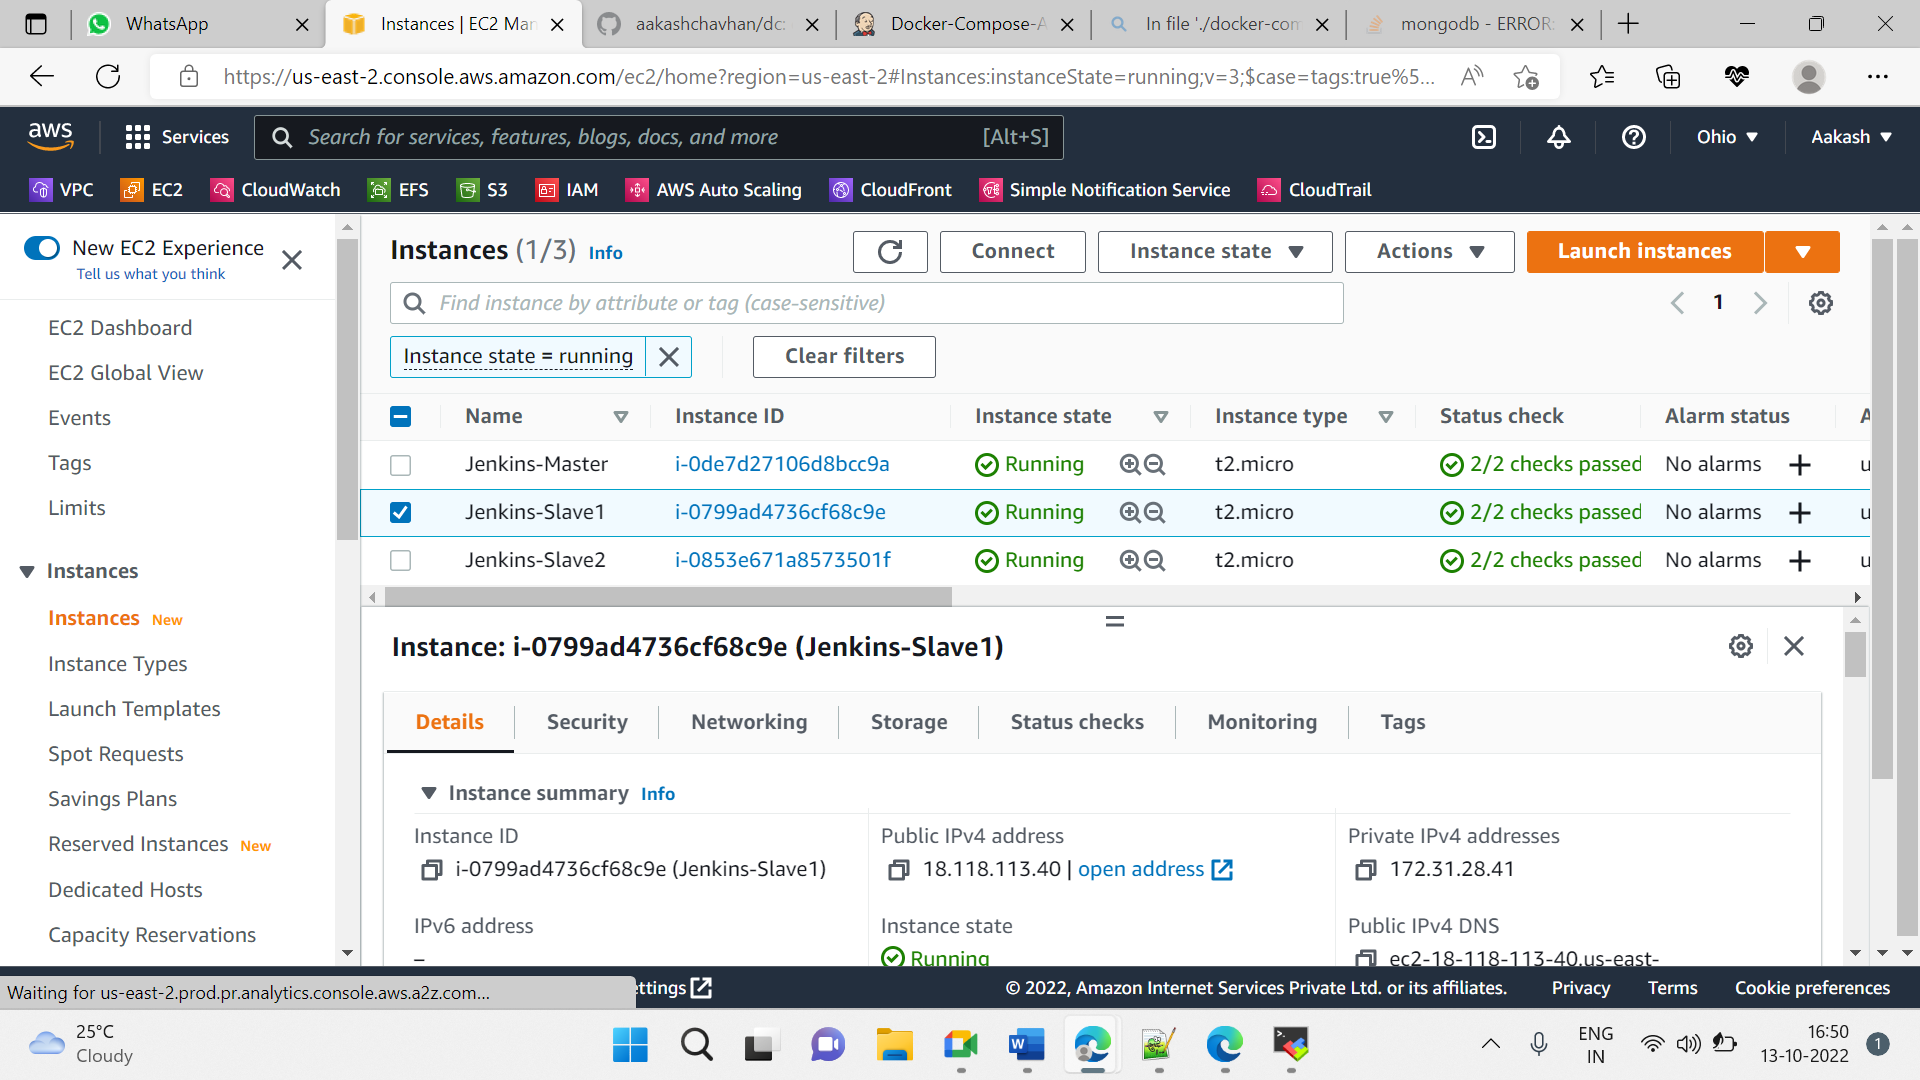 WhatsApp
Instances | EC2 Man
aakashchavhan/dc:
Docker-Compose-A
In file './docker-com
mongodb - ERROR:
https://us-east-2.console.aws.amazon.com/ec2/home?region=us-east-2#Instances:instanceState=running;v=3;$case=tags:true%5...
aws Services Search for services, features, blogs, docs, and more [Alt+S] Ohio Aakash
VPC EC2 CloudWatch EFS S3 IAM AWS Auto Scaling CloudFront Simple Notification Service CloudTrail
New EC2 Experience
Tell us what you think
EC2 Dashboard
EC2 Global View
Events
Tags
Limits
Instances
Instances New
Instance Types
Launch Templates
Spot Requests
Savings Plans
Reserved Instances New
Dedicated Hosts
Capacity Reservations
Instances (1/3) Info Connect Instance state Actions Launch instances
Find instance by attribute or tag (case-sensitive) 1
Instance state = running Clear filters
Name Instance ID Instance state Instance type Status check Alarm status A
Jenkins-Master i-0de7d27106d8bcc9a Running t2.micro 2/2 checks passed No alarms + u
Jenkins-Slave1 i-0799ad4736cf68c9e Running t2.micro 2/2 checks passed No alarms + u
Jenkins-Slave2 i-0853e671a8573501f Running t2.micro 2/2 checks passed No alarms + u
Instance: i-0799ad4736cf68c9e (Jenkins-Slave1)
Details Security Networking Storage Status checks Monitoring Tags
Instance summary Info
Instance ID
i-0799ad4736cf68c9e (Jenkins-Slave1)
Public IPv4 address
18.118.113.40 | open address
Private IPv4 addresses
172.31.28.41
IPv6 address
–
Instance state
Running
Public IPv4 DNS
ec2-18-118-113-40.us-east-
Waiting for us-east-2.prod.pr.analytics.console.aws.a2z.com...
ettings
© 2022, Amazon Internet Services Private Ltd. or its affiliates. Privacy Terms Cookie preferences
25°C
Cloudy
W
ENG
IN
16:50
13-10-2022
1